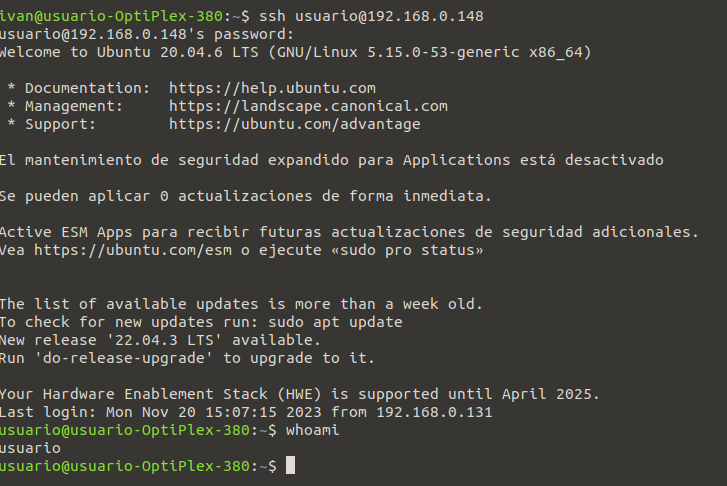 ivan@usuario-OptiPlex-380:~$ ssh usuario@192.168.0.148
usuario@192.168.0.148's password:
Welcome to Ubuntu 20.04.6 LTS (GNU/Linux 5.15.0-53-generic x86_64)
* Documentation: https://help.ubuntu.com
* Management: https://landscape.canonical.com
* Support: https://ubuntu.com/advantage
El mantenimiento de seguridad expandido para Applications está desactivado
Se pueden aplicar 0 actualizaciones de forma inmediata.
Active ESM Apps para recibir futuras actualizaciones de seguridad adicionales.
Vea https://ubuntu.com/esm o ejecute «sudo pro status»
The list of available updates is more than a week old.
To check for new updates run: sudo apt update
New release '22.04.3 LTS' available.
Run 'do-release-upgrade' to upgrade to it.
Your Hardware Enablement Stack (HWE) is supported until April 2025.
Last login: Mon Nov 20 15:07:15 2023 from 192.168.0.131
usuario@usuario-OptiPlex-380:~$ whoami
usuario
usuario@usuario-OptiPlex-380:~$